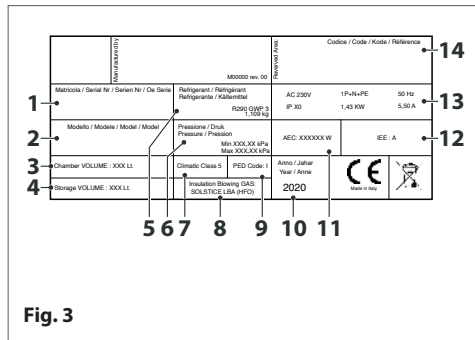 Manufactured by
M00000 rev. 00
Reverved Area:
Codice / Code / Kode / Référence
14
1
Matricola / Serial Nr / Serien Nr / Oe Serie
Refrigerant / Réfrigérant
Refrigerante / Kältemittel
R290 GWP 3
1,109 kg
AC 230V 1P+N+PE 50 Hz
IP X0 1,43 KW 5,50 A
13
2
Modello / Modele / Model / Model
Pressione / Druk
Pressure / Pression
Min XXX,XX kPa
Max XXX,XX kPa
AEC: XXXXXX W
IEE : A
12
3
Chamber VOLUME : XXX Lt.
Climatic Class 5
PED Code: I
4
Storage VOLUME : XXX Lt.
Insulation Blowing GAS:
SOLSTICE LBA (HFO)
Anno / Jahar
Year / Anne
2020
CE
Made in Italy
5 6 7 8 9 10 11
Fig. 3